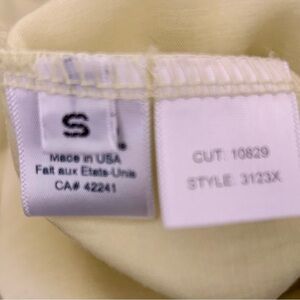 S
Made in USA
Fait aux Etats-Unis
CA# 42241
CUT: 10829
STYLE: 3123X